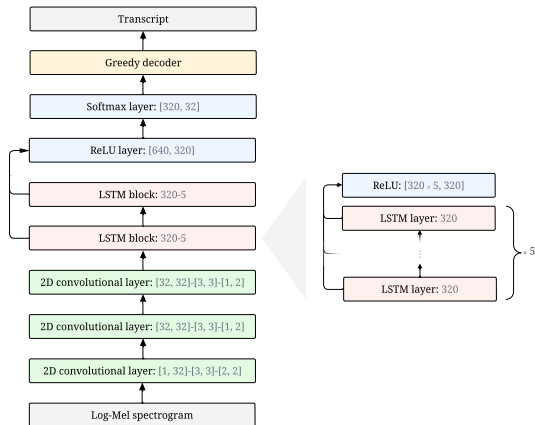 Transcript
Greedy decoder
Softmax layer: [320, 32]
ReLU layer: [640, 320]
LSTM block: 320-5
LSTM block: 320-5
2D convolutional layer: [32, 32]-[3, 3]-[1, 2]
2D convolutional layer: [32, 32]-[3, 3]-[1, 2]
2D convolutional layer: [1, 32]-[3, 3]-[2, 2]
Log-Mel spectrogram
ReLU: [320 x 5, 320]
LSTM layer: 320
LSTM layer: 320
x 5